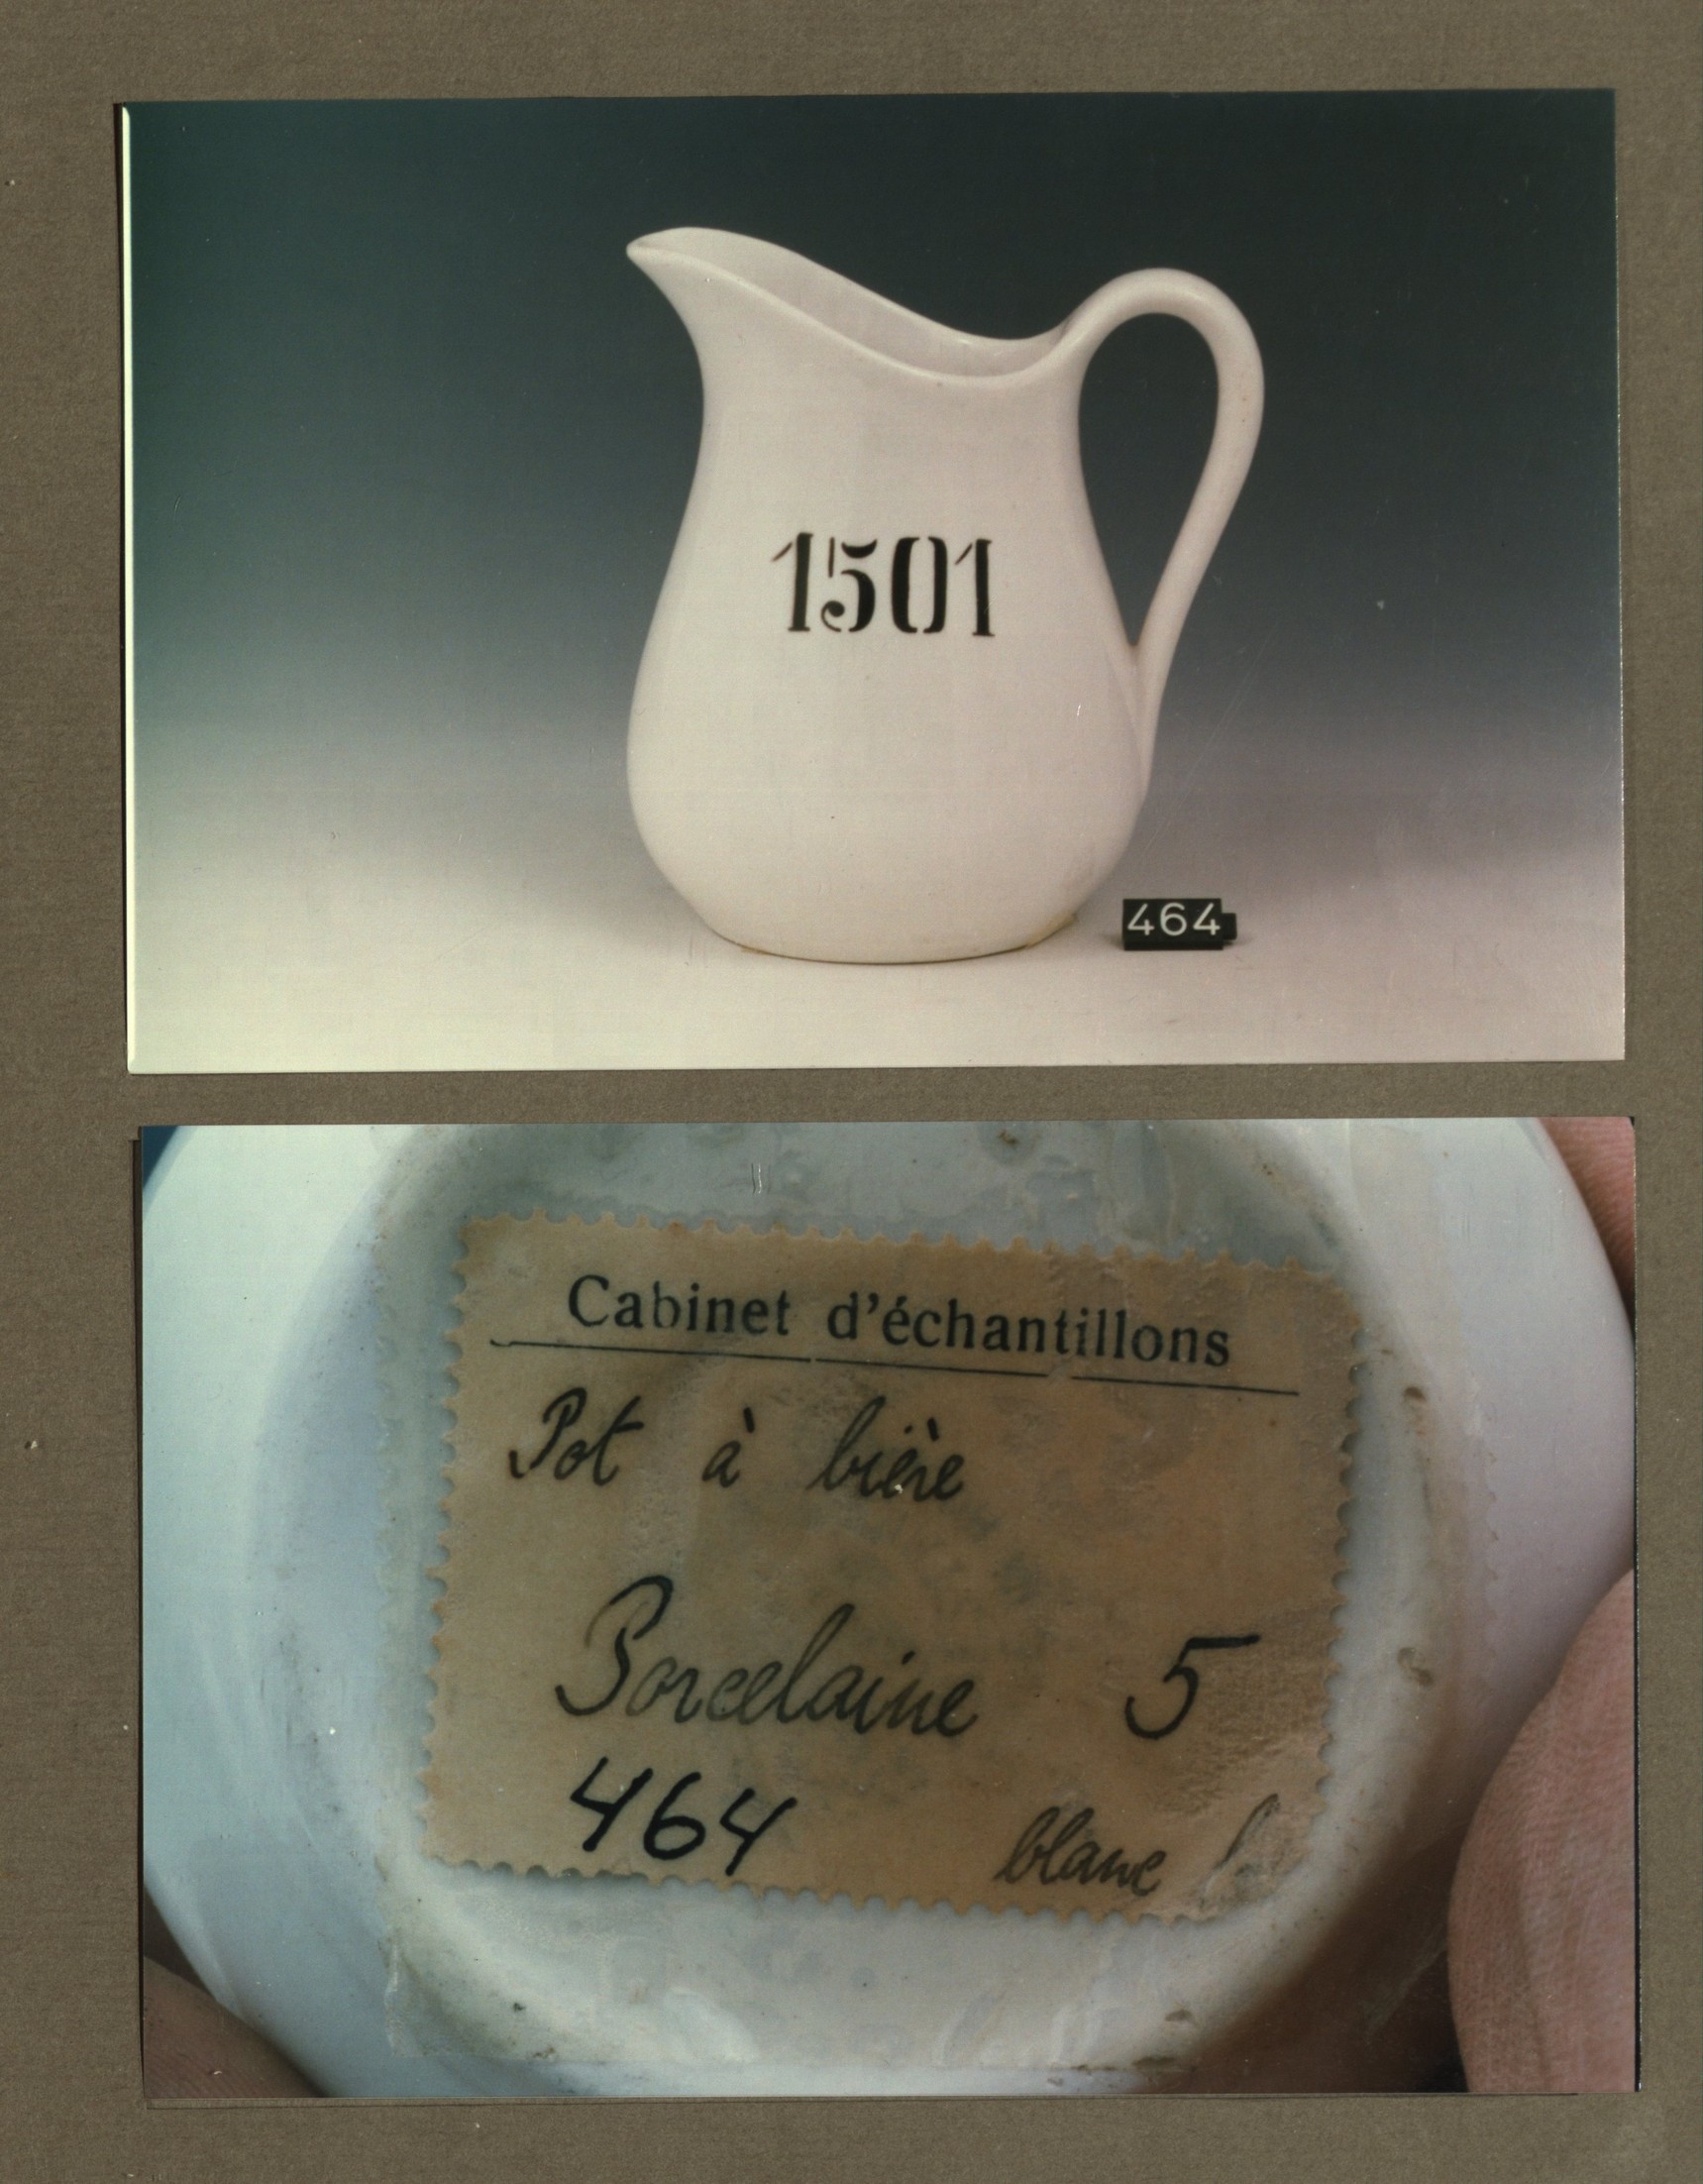 1501
464
Cabinet d'échantillons
Pot à bière
Porcelaine 5
464 blanc